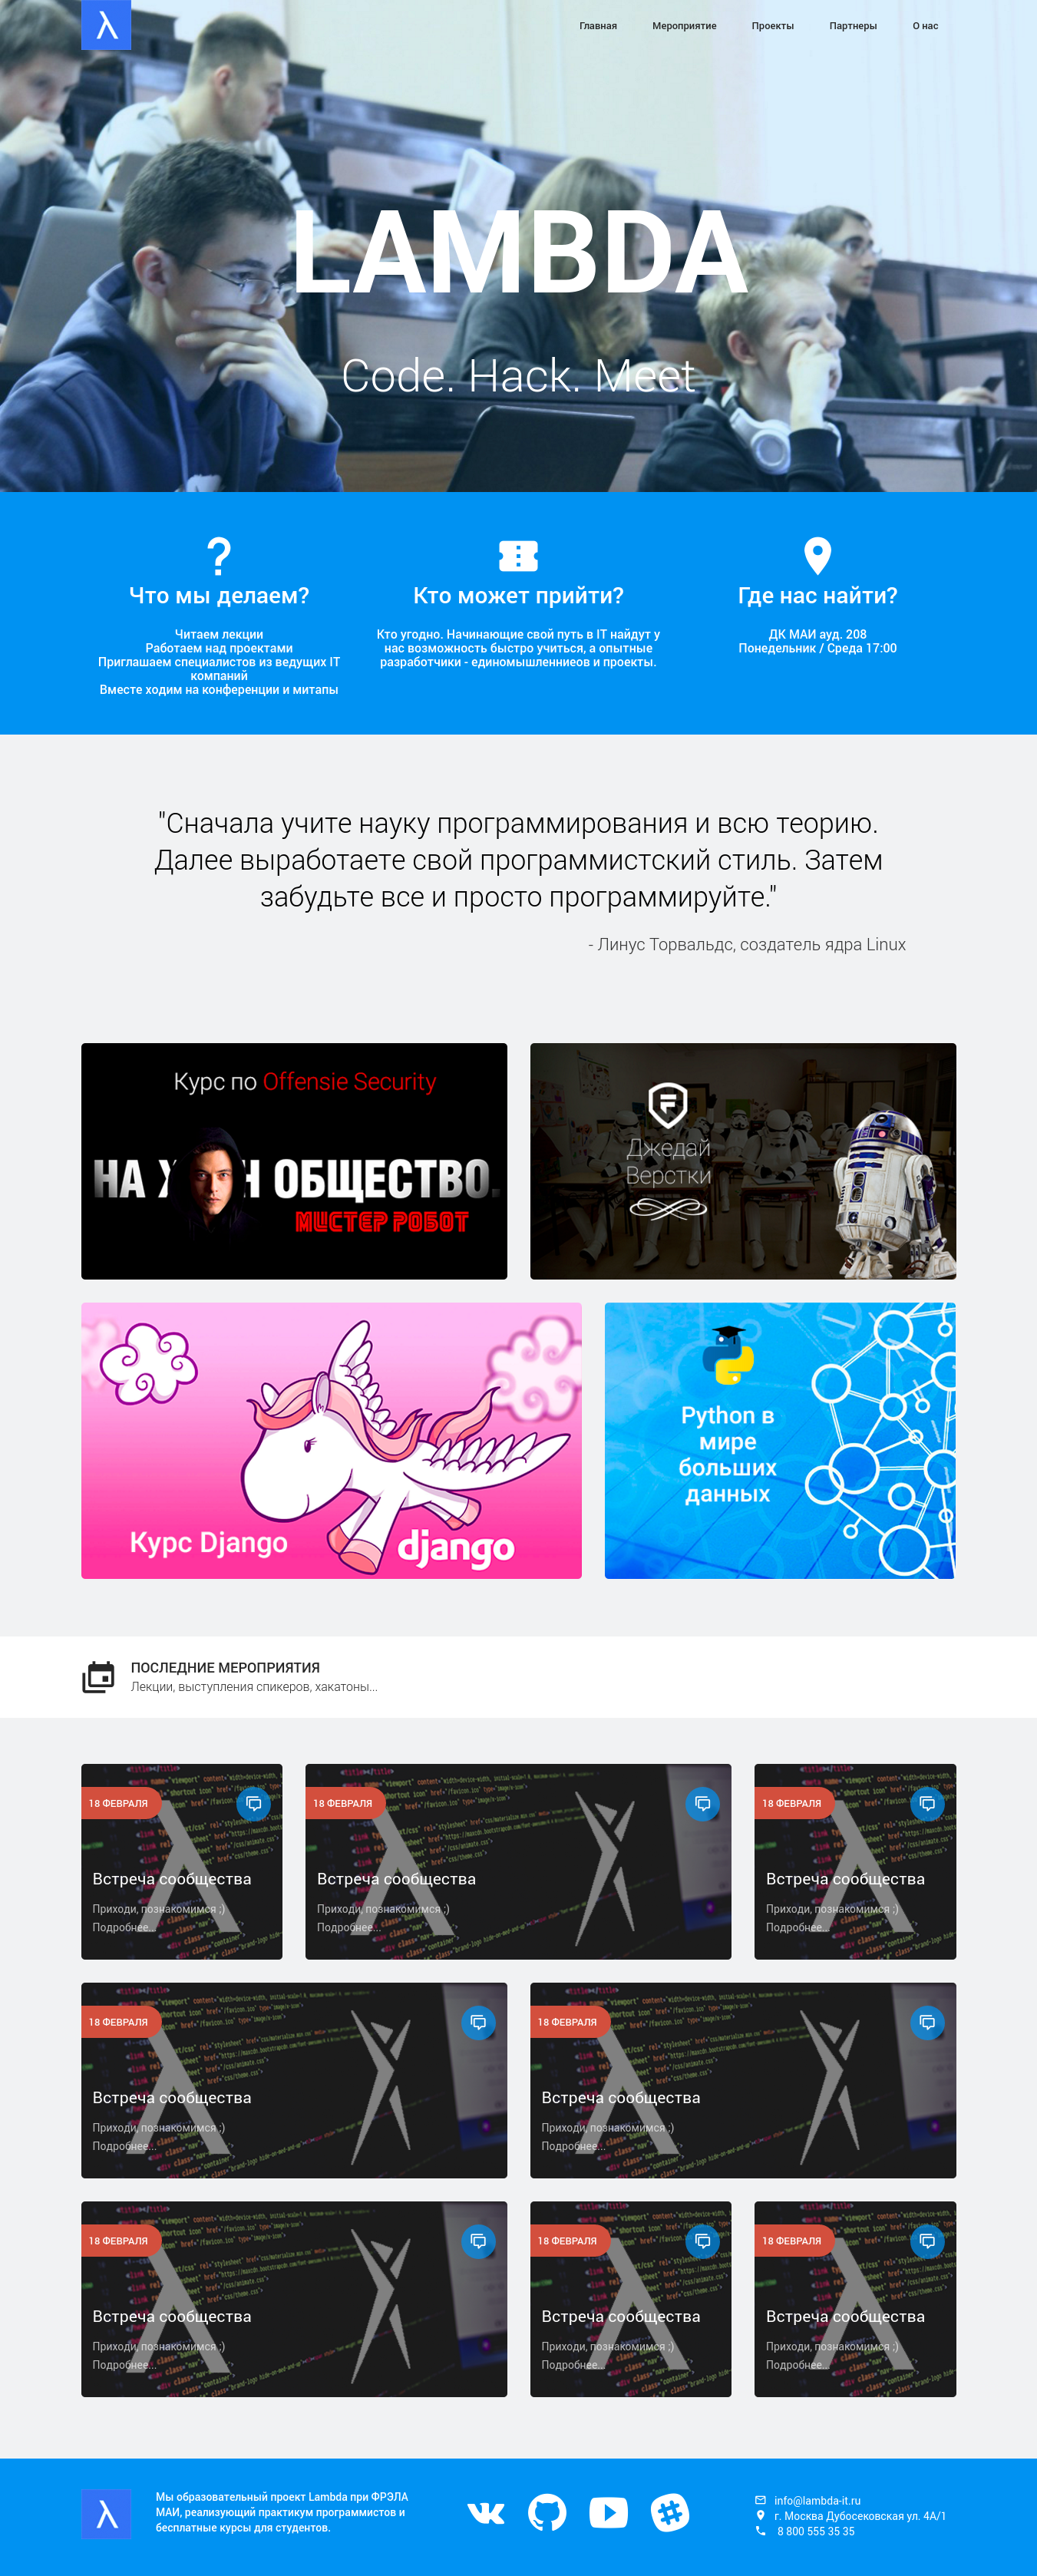 λ
Главная Мероприятие Проекты Партнеры О нас
LAMBDA
Code. Hack. Meet
Что мы делаем?
Читаем лекции
Работаем над проектами
Приглашаем специалистов из ведущих IT
компаний
Вместе ходим на конференции и митапы
Кто может прийти?
Кто угодно. Начинающие свой путь в IT найдут у
нас возможность быстро учиться, а опытные
разработчики - единомышленниеов и проекты.
Где нас найти?
ДК МАИ ауд. 208
Понедельник / Среда 17:00
"Сначала учите науку программирования и всю теорию.
Далее выработаете свой программистский стиль. Затем
забудьте все и просто программируйте."
- Линус Торвальдс, создатель ядра Linux
Курс по Offensie Security
НА Х Н ОБЩЕСТВО.
МИСТЕР РОБОТ
Джедай
Верстки
Курс Django
django
Python в
мире
больших
данных
ПОСЛЕДНИЕ МЕРОПРИЯТИЯ
Лекции, выступления спикеров, хакатоны...
18 ФЕВРАЛЯ
Встреча сообщества
Приходи, познакомимся ;)
Подробнее...
18 ФЕВРАЛЯ
Встреча сообщества
Приходи, познакомимся ;)
Подробнее...
18 ФЕВРАЛЯ
Встреча сообщества
Приходи, познакомимся ;)
Подробнее...
18 ФЕВРАЛЯ
Встреча сообщества
Приходи, познакомимся ;)
Подробнее...
18 ФЕВРАЛЯ
Встреча сообщества
Приходи, познакомимся ;)
Подробнее...
18 ФЕВРАЛЯ
Встреча сообщества
Приходи, познакомимся ;)
Подробнее...
18 ФЕВРАЛЯ
Встреча сообщества
Приходи, познакомимся ;)
Подробнее...
18 ФЕВРАЛЯ
Встреча сообщества
Приходи, познакомимся ;)
Подробнее...
λ
Мы образовательный проект Lambda при ФРЭЛА
МАИ, реализующий практикум программистов и
бесплатные курсы для студентов.
info@lambda-it.ru
г. Москва Дубосековская ул. 4А/1
8 800 555 35 35